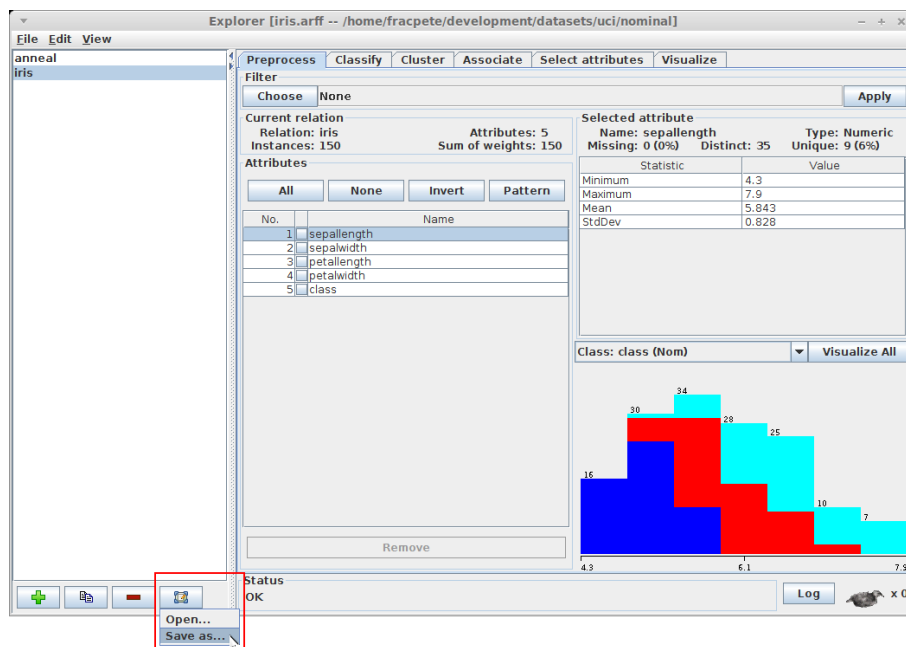 Explorer [iris.arff -- /home/fracpete/development/datasets/uci/nominal]
File Edit View
anneal
iris
Preprocess Classify Cluster Associate Select attributes Visualize
Filter
Choose None Apply
Current relation
Relation: iris Attributes: 5
Instances: 150 Sum of weights: 150
Attributes
All None Invert Pattern
No. Name
1 sepallength
2 sepalwidth
3 petallength
4 petalwidth
5 class
Remove
Selected attribute
Name: sepallength Type: Numeric
Missing: 0 (0%) Distinct: 35 Unique: 9 (6%)
Statistic Value
Minimum 4.3
Maximum 7.9
Mean 5.843
StdDev 0.828
Class: class (Nom) Visualize All
34
30
28
25
16
10
7
4.3 6.1 7.9
Status
OK
Log x 0
Open...
Save as...